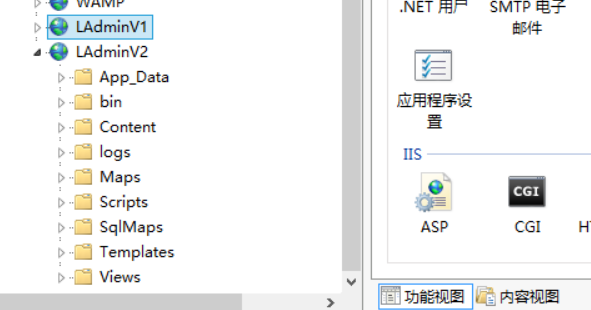 WAMP
LAdminV1
LAdminV2
App_Data
bin
Content
logs
Maps
Scripts
SqlMaps
Templates
Views
.NET 用户
SMTP 电子
邮件
应用程序设
置
IIS
CGI
ASP
CGI
功能视图
内容视图